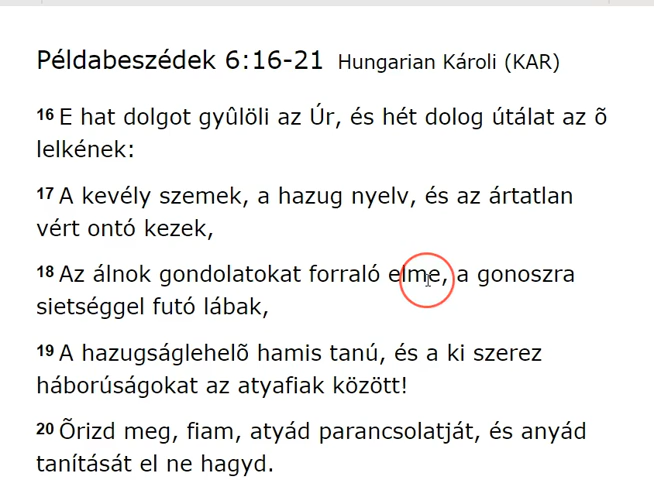 Példabeszédek 6:16-21 Hungarian Károli (KAR)
16 E hat dolgot gyûlöli az Úr, és hét dolog útálat az õ
lelkének:
17 A kevély szemek, a hazug nyelv, és az ártatlan
vért ontó kezek,
18 Az álnok gondolatokat forraló elme, a gonoszra
sietséggel futó lábak,
19 A hazugságlehelõ hamis tanú, és a ki szerez
háborúságokat az atyafiak között!
20 Õrizd meg, fiam, atyád parancsolatját, és anyád
tanítását el ne hagyd.